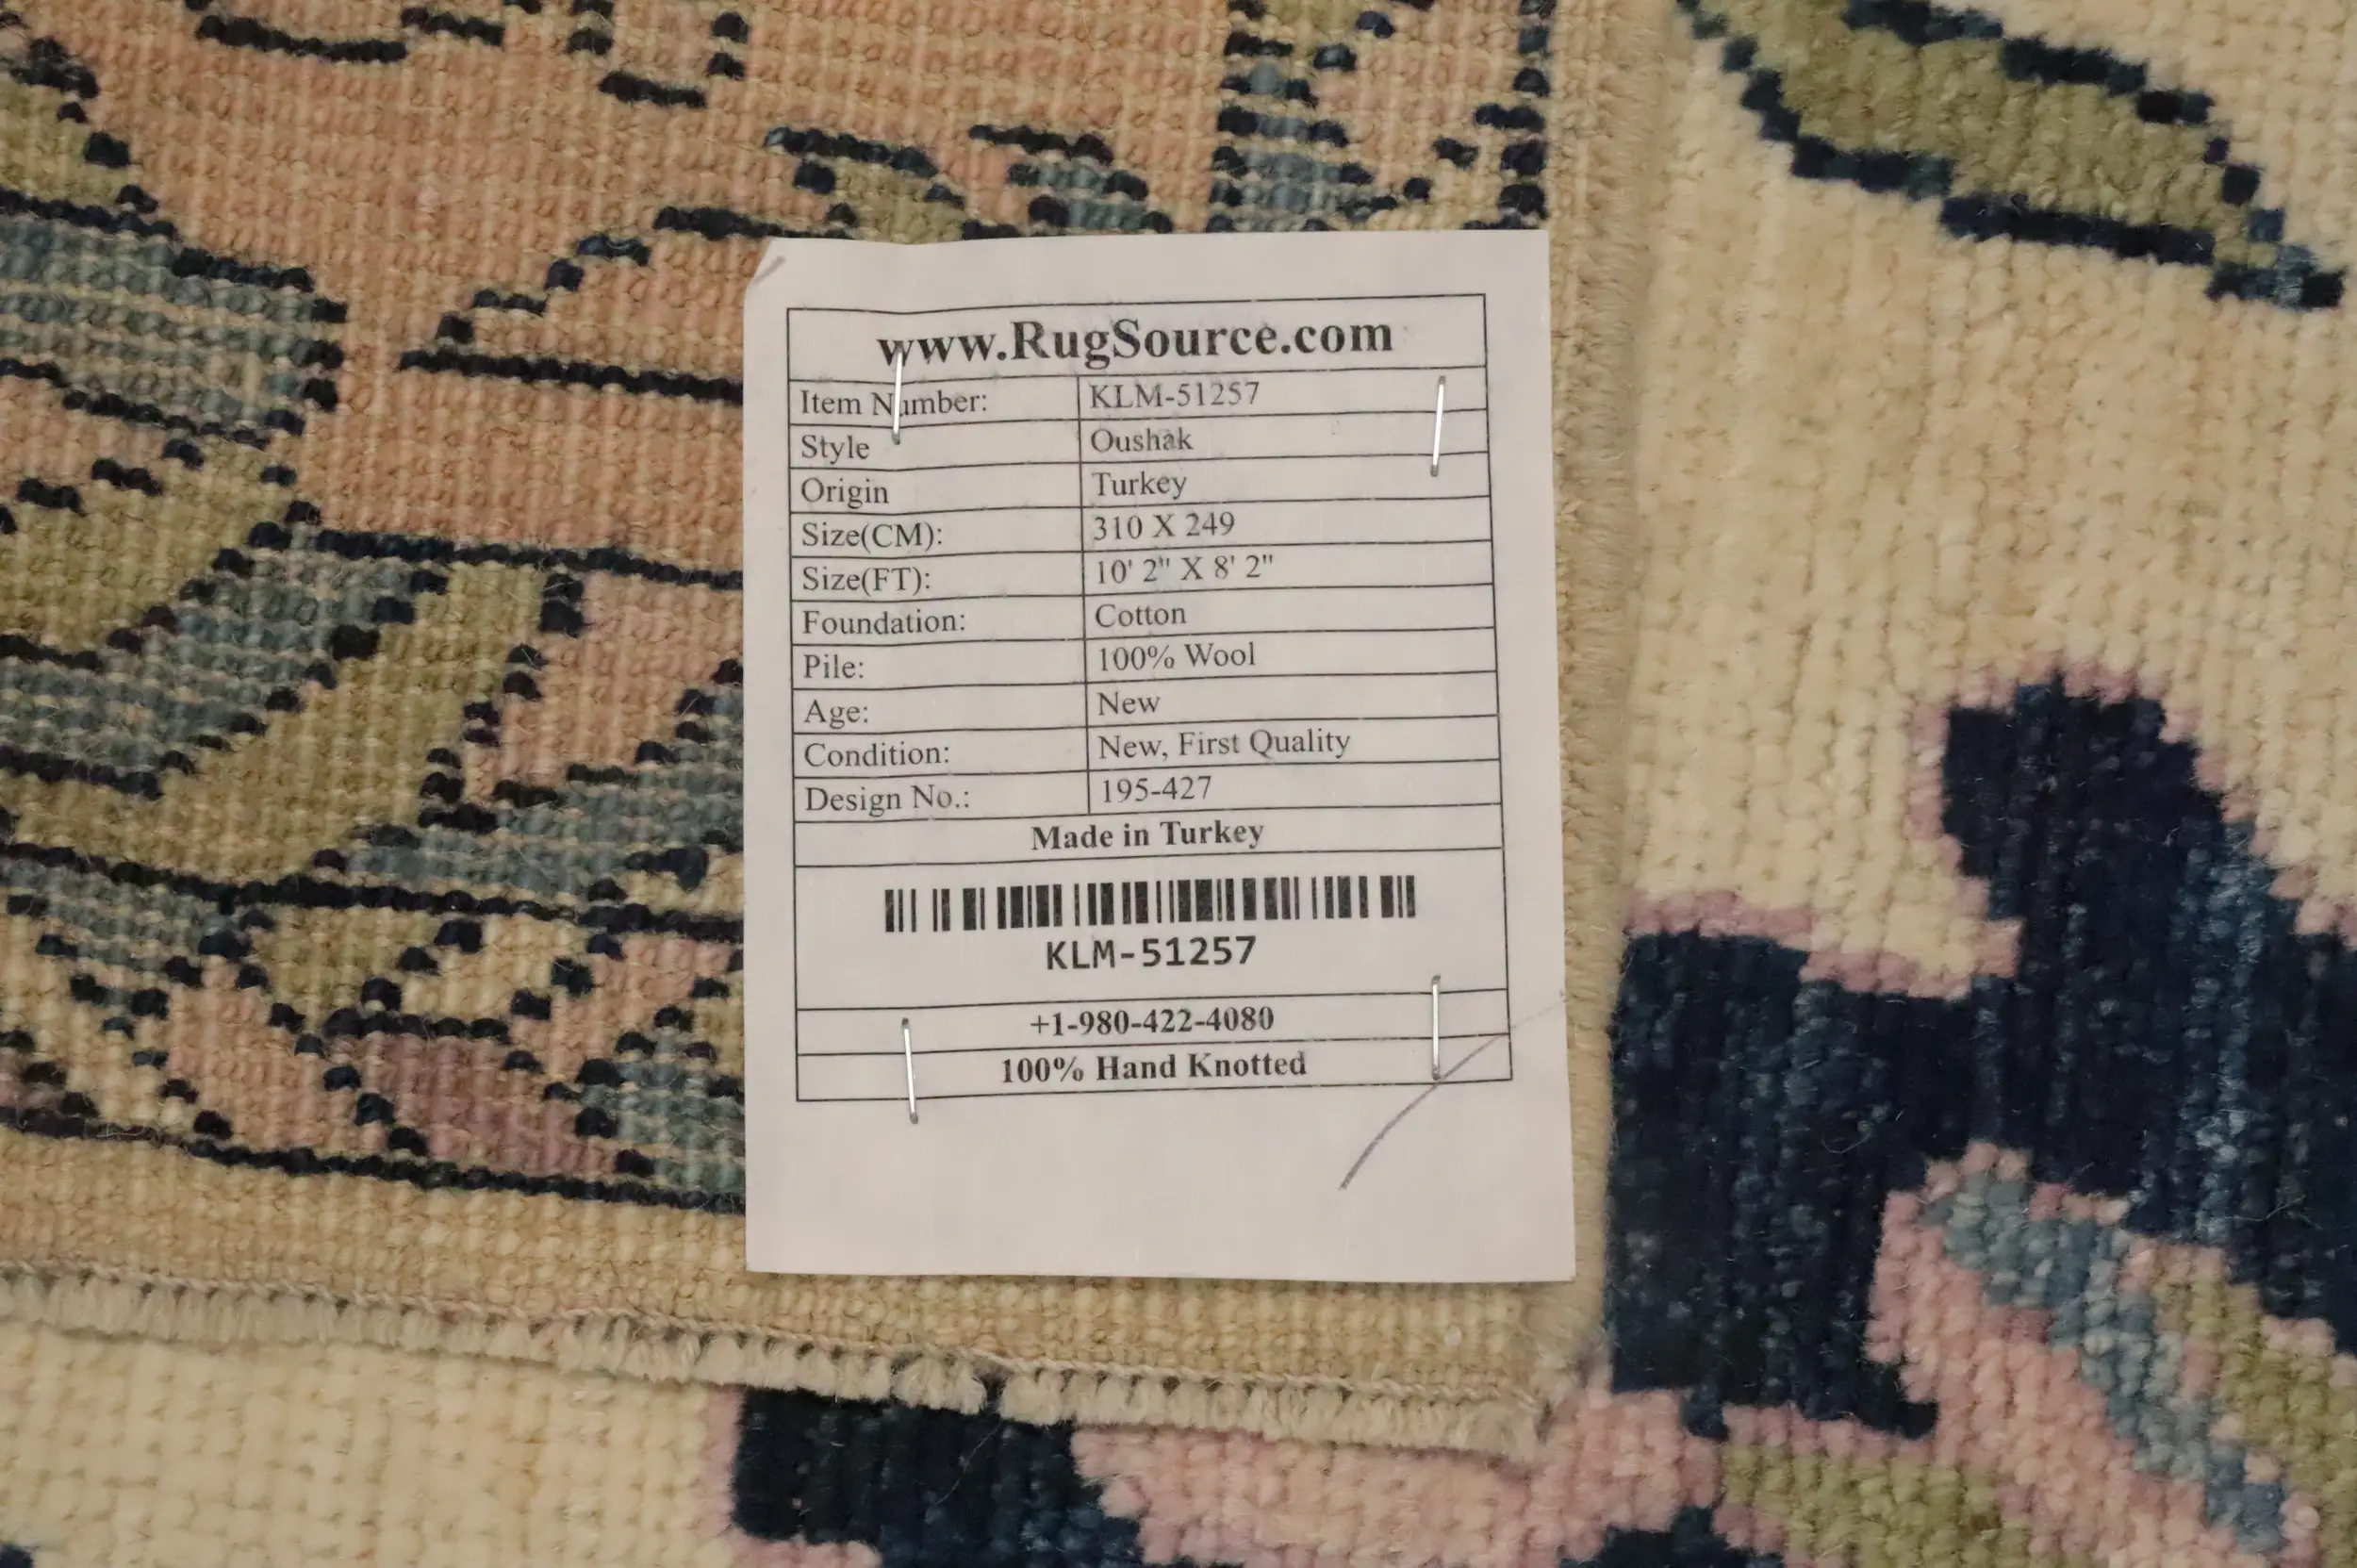 www.RugSource.com
Item Number: KLM-51257
Style Oushak
Origin Turkey
Size(CM): 310 X 249
Size(FT): 10' 2" X 8' 2"
Foundation: Cotton
Pile: 100% Wool
Age: New
Condition: New, First Quality
Design No.: 195-427
Made in Turkey
KLM-51257
+1-980-422-4080
100% Hand Knotted